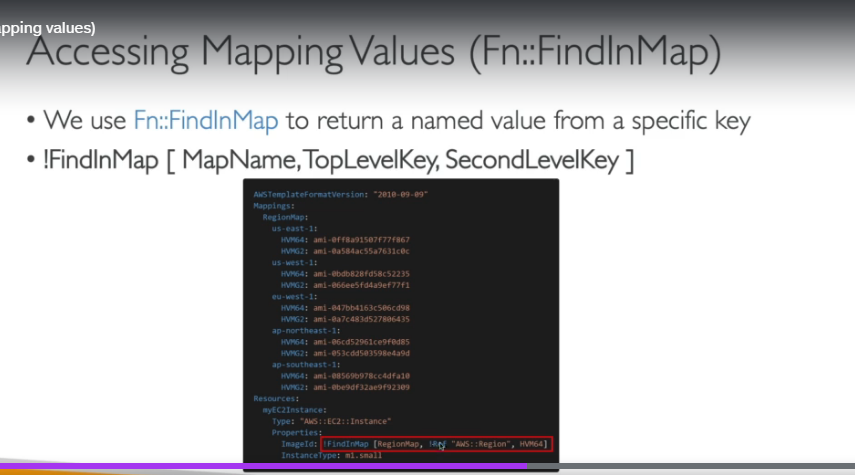 apping values)
Accessing Mapping Values (Fn::FindInMap)
• We use Fn::FindInMap to return a named value from a specific key
• !FindInMap [ MapName, TopLevelKey, SecondLevelKey ]
AWSTemplateFormatVersion: "2010-09-09"
Mappings:
RegionMap:
us-east-1:
HVM64: ami-0ff8a91507f77f867
HVMG2: ami-0a584ac55a7631c0c
us-west-1:
HVM64: ami-0bdb828fd58c52235
HVMG2: ami-066ee5fd4a9ef77f1
eu-west-1:
HVM64: ami-047bb4163c506cd98
HVMG2: ami-0a7c483d527806435
ap-northeast-1:
HVM64: ami-06cd52961ce9f0d85
HVMG2: ami-053cdd503598e4a9d
ap-southeast-1:
HVM64: ami-08569b978cc4dfa10
HVMG2: ami-0be9df32ae9f92309
Resources:
myEC2Instance:
Type: "AWS::EC2::Instance"
Properties:
ImageId: !FindInMap [RegionMap, !Ref "AWS::Region", HVM64]
InstanceType: m1.small